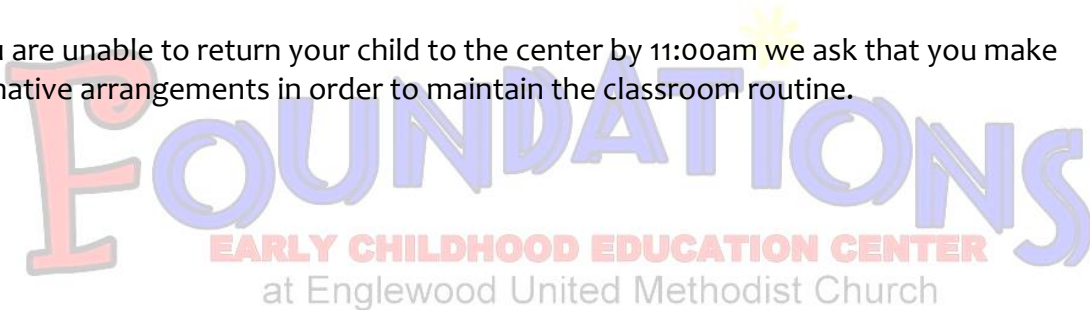 are unable to return your child to the center by 11:00am we ask that you make
native arrangements in order to maintain the classroom routine.
FOUNDATIONS
EARLY CHILDHOOD EDUCATION CENTER
at Englewood United Methodist Church